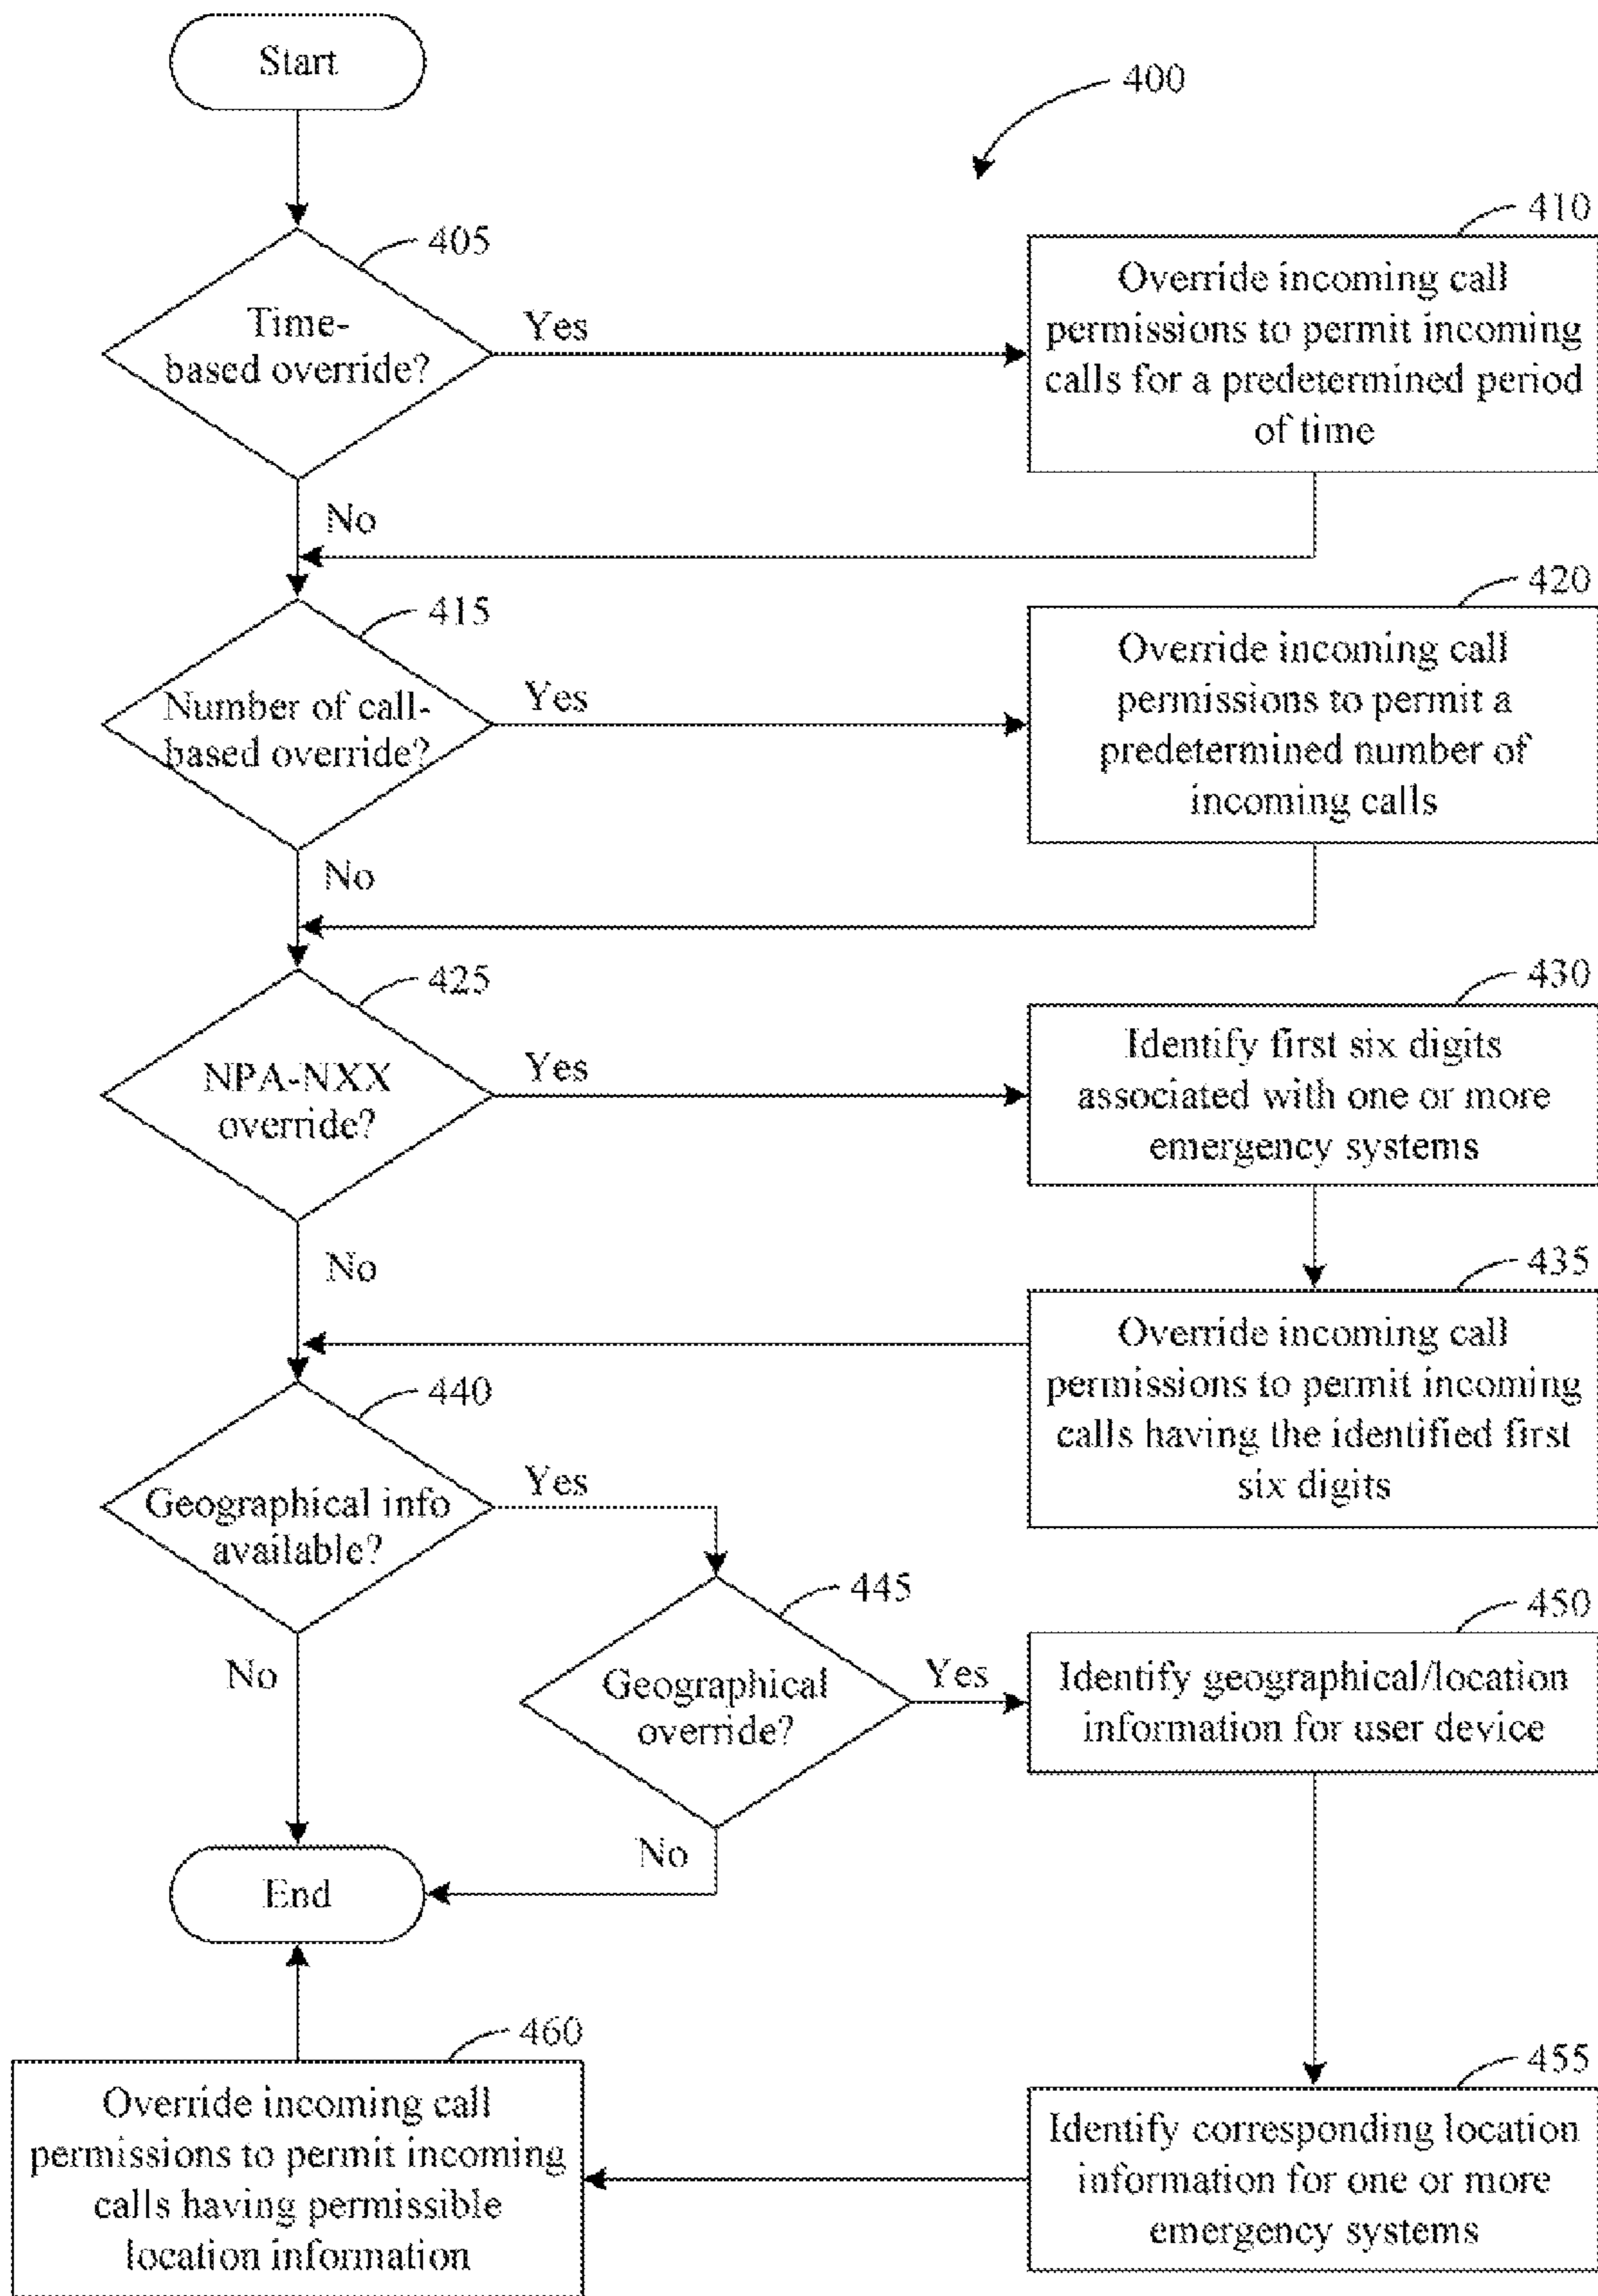 Start
400
405
Time-
based override?
Yes
No
410
Override incoming call
permissions to permit incoming
calls for a predetermined period
of time
415
Number of call-
based override?
Yes
No
420
Override incoming call
permissions to permit a
predetermined number of
incoming calls
425
NPA-NXX
override?
Yes
No
430
Identify first six digits
associated with one or more
emergency systems
435
Override incoming call
permissions to permit incoming
calls having the identified first
six digits
440
Geographical info
available?
Yes
No
445
Geographical
override?
Yes
No
450
Identify geographical/location
information for user device
End
455
Identify corresponding location
information for one or more
emergency systems
460
Override incoming call
permissions to permit incoming
calls having permissible
location information